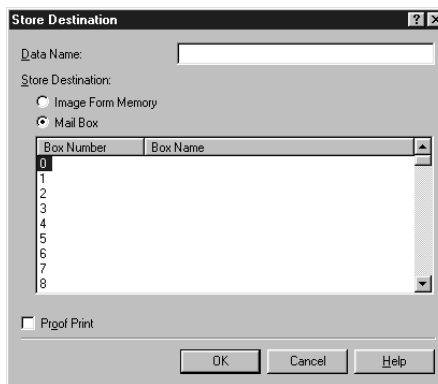 Store Destination
Data Name:
Store Destination:
Image Form Memory
Mail Box
Box Number Box Name
0
1
2
3
4
5
6
7
8
Proof Print
OK Cancel Help